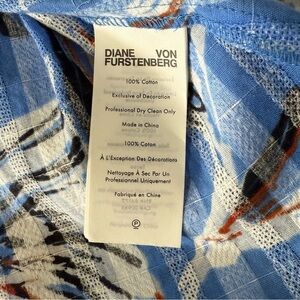 DIANE VON
FURSTENBERG
100% Cotton
Exclusive of Decoration
Professional Dry Clean Only
Made in China
100% Coton
À L'Exception Des Décorations
Nettoyage À Sec Par Un
Professionnel Uniquement
Fabriqué en Chine
P